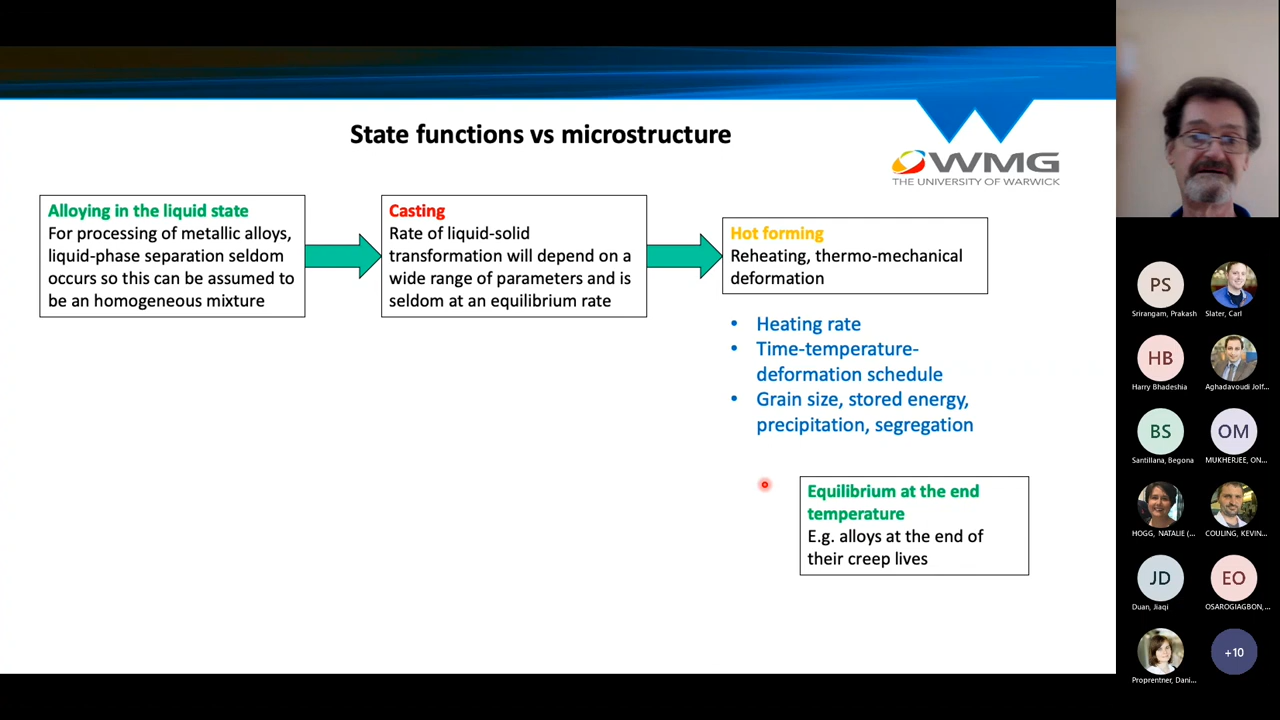 State functions vs microstructure
WMG
THE UNIVERSITY OF WARWICK
Alloying in the liquid state
For processing of metallic alloys,
liquid-phase separation seldom
occurs so this can be assumed to
be an homogeneous mixture
Casting
Rate of liquid-solid
transformation will depend on a
wide range of parameters and is
seldom at an equilibrium rate
Hot forming
Reheating, thermo-mechanical
deformation
• Heating rate
• Time-temperature-
deformation schedule
• Grain size, stored energy,
precipitation, segregation
Equilibrium at the end
temperature
E.g. alloys at the end of
their creep lives
PS
Srirangam, Prakash
Slater, Carl
HB
Harry Bhadeshia
Aghadavoudi Jolf...
BS
Santillana, Begona
OM
MUKHERJEE, ON...
HOGG, NATALIE (...
COULING, KEVIN...
JD
Duan, Jiaqi
EO
OSAROGIAGBON,...
Proprentner, Dani...
+10